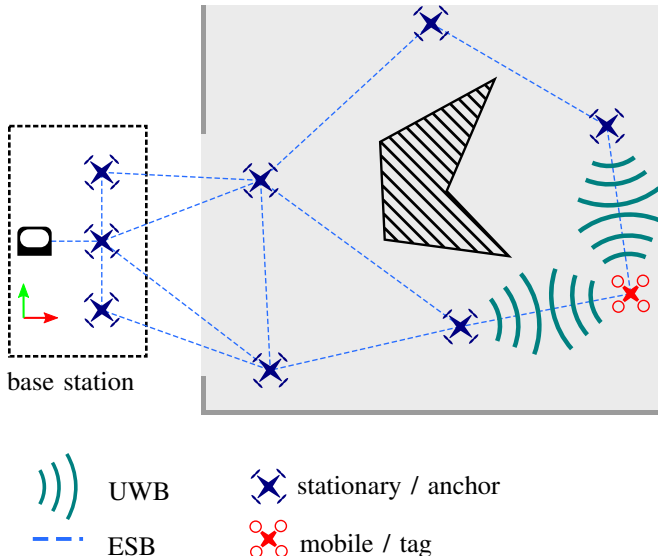 base station
UWB
stationary / anchor
ESB
mobile / tag